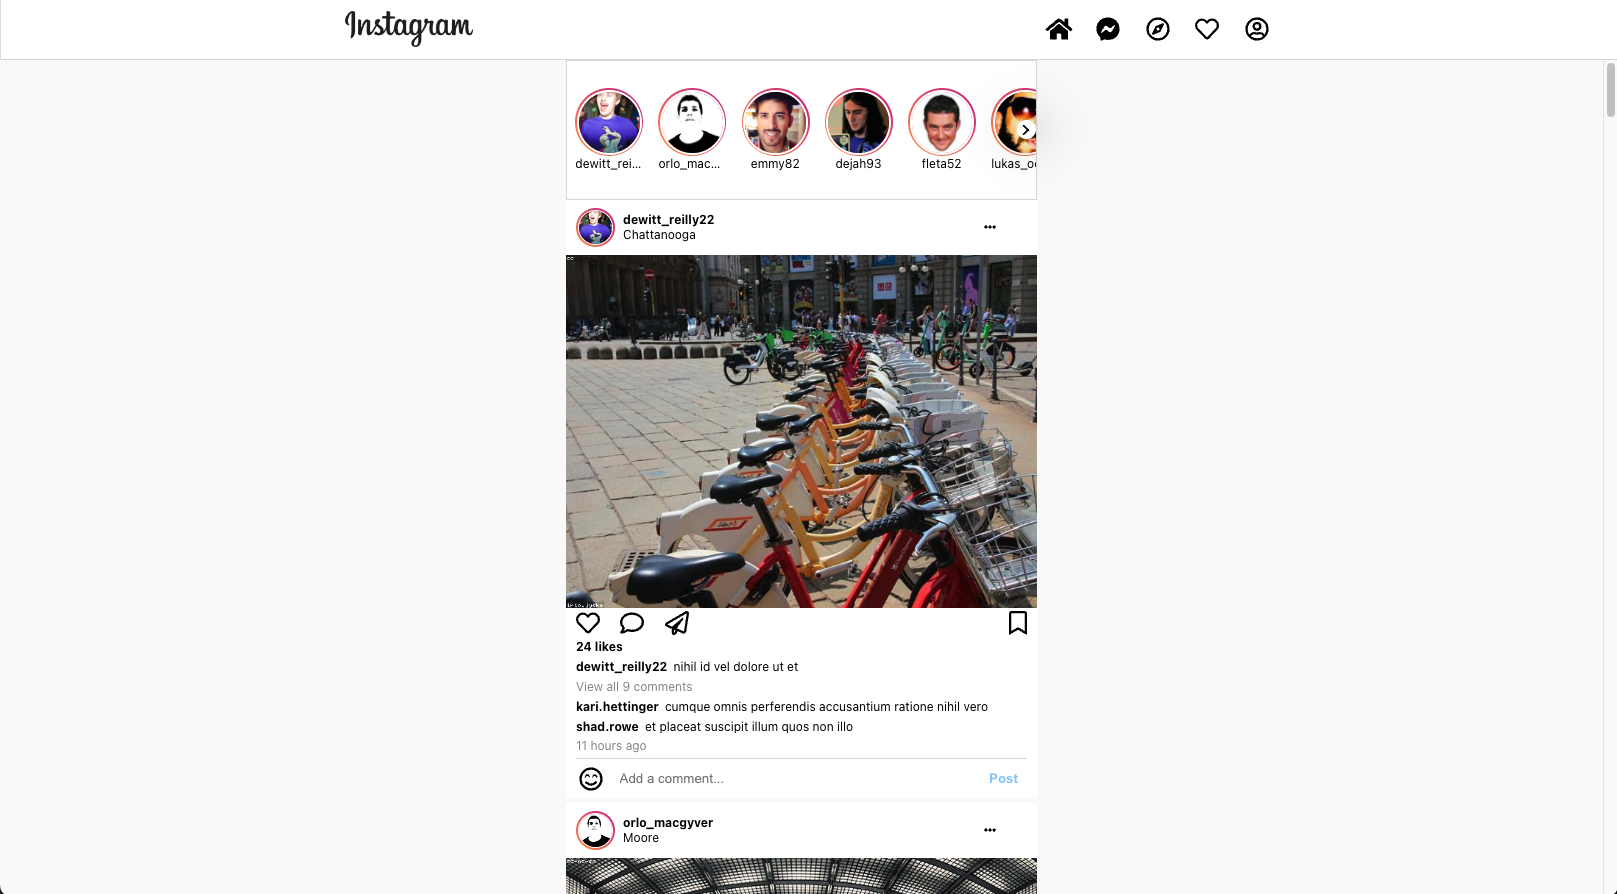 Instagram
dewitt_rei...
orlo_mac...
emmy82
dejah93
fleta52
lukas_o
dewitt_reilly22
Chattanooga
24 likes
dewitt_reilly22 nihil id vel dolore ut et
View all 9 comments
kari.hettinger cumque omnis perferendis accusantium ratione nihil vero
shad.rowe et placeat suscipit illum quos non illo
11 hours ago
Add a comment...
Post
orlo_macgyver
Moore